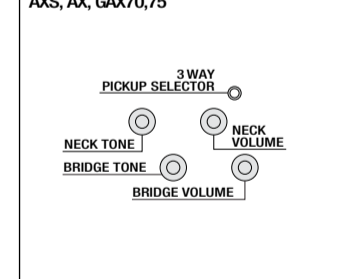 AXS, AX, GAX70,75
3 WAY
PICKUP SELECTOR
NECK TONE
NECK
VOLUME
BRIDGE TONE
BRIDGE VOLUME